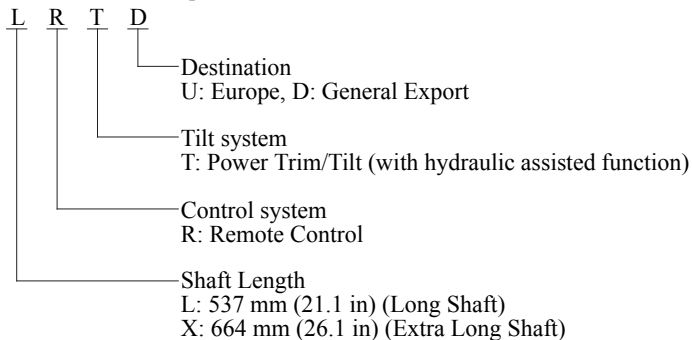 L R T D
Destination
U: Europe, D: General Export
Tilt system
T: Power Trim/Tilt (with hydraulic assisted function)
Control system
R: Remote Control
Shaft Length
L: 537 mm (21.1 in) (Long Shaft)
X: 664 mm (26.1 in) (Extra Long Shaft)